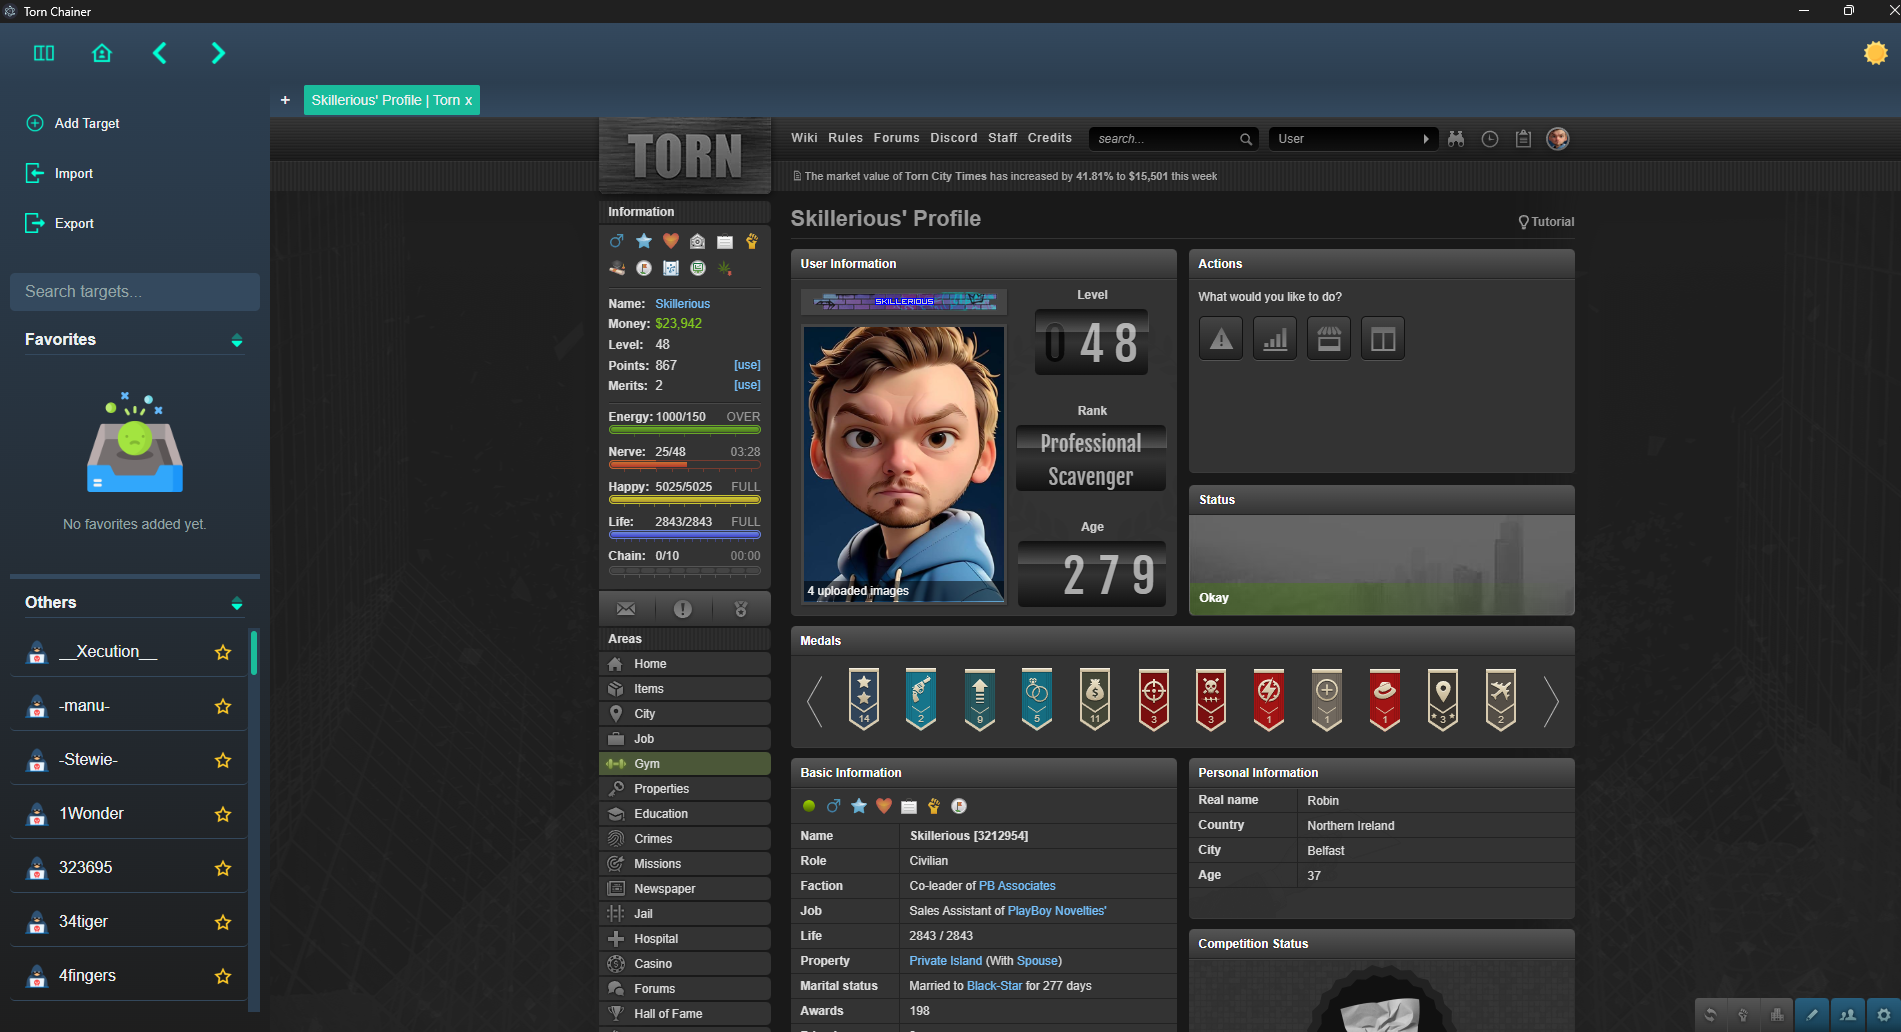 Torn Chainer
+
Skillerious' Profile | Torn x
Add Target
Import
Export
Search targets...
Favorites
No favorites added yet.
Others
__Xecution__
-manu-
-Stewie-
1Wonder
323695
34tiger
4fingers
TORN
Wiki Rules Forums Discord Staff Credits
search...
User
The market value of Torn City Times has increased by 41.81% to $15,501 this week
Information
Name: Skillerious
Money: $23,942
Level: 48
Points: 867 [use]
Merits: 2 [use]
Energy: 1000/150 OVER
Nerve: 25/48 03:28
Happy: 5025/5025 FULL
Life: 2843/2843 FULL
Chain: 0/10 00:00
Areas
Home
Items
City
Job
Gym
Properties
Education
Crimes
Missions
Newspaper
Jail
Hospital
Casino
Forums
Hall of Fame
Skillerious' Profile
Tutorial
User Information
SKILLERIOUS
4 uploaded images
Level
048
Rank
Professional
Scavenger
Age
279
Actions
What would you like to do?
Status
Okay
Medals
14 2 9 5 11 3 3 1 1 1 3 2
Basic Information
Name Skillerious [3212954]
Role Civilian
Faction Co-leader of PB Associates
Job Sales Assistant of PlayBoy Novelties'
Life 2843 / 2843
Property Private Island (With Spouse)
Marital status Married to Black-Star for 277 days
Awards 198
Personal Information
Real name Robin
Country Northern Ireland
City Belfast
Age 37
Competition Status